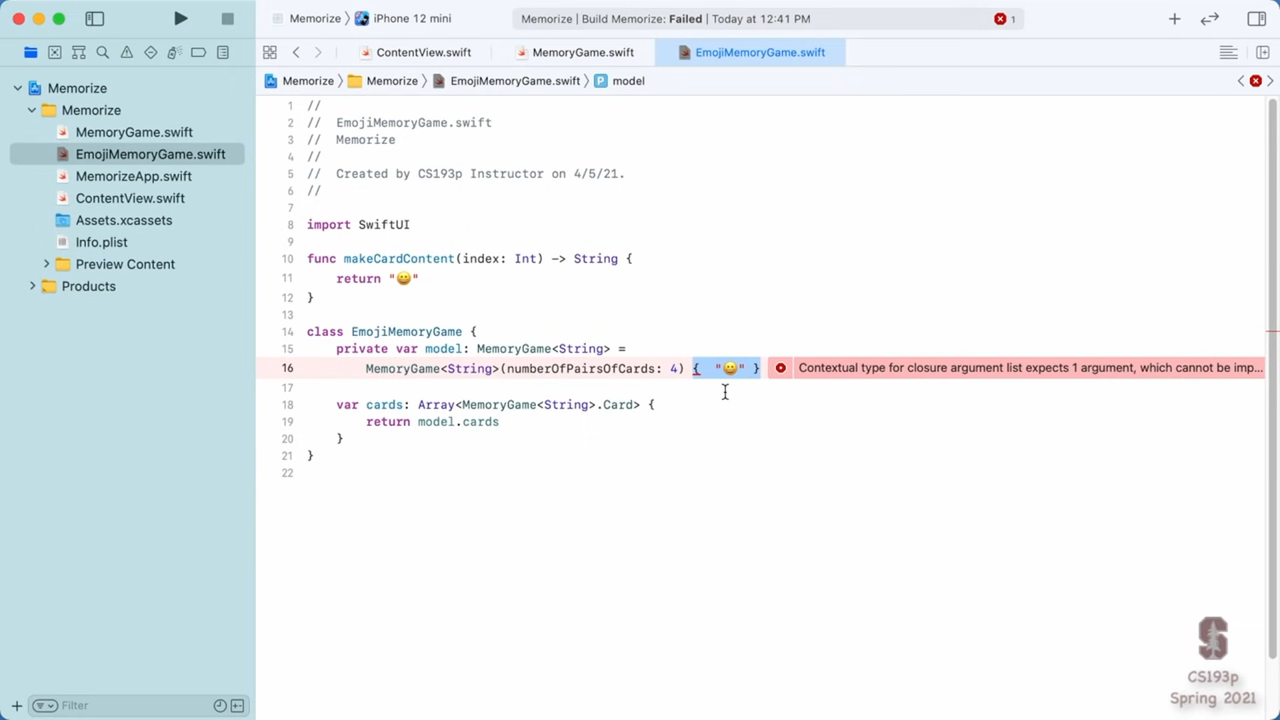 Memorize 〉 iPhone 12 mini
Memorize | Build Memorize: Failed | Today at 12:41 PM
1
ContentView.swift
MemoryGame.swift
EmojiMemoryGame.swift
Memorize 〉 Memorize 〉 EmojiMemoryGame.swift 〉 P model
Memorize
Memorize
MemoryGame.swift
EmojiMemoryGame.swift
MemorizeApp.swift
ContentView.swift
Assets.xcassets
Info.plist
Preview Content
Products
Filter
1 //
2 //  EmojiMemoryGame.swift
3 //  Memorize
4 //
5 //  Created by CS193p Instructor on 4/5/21.
6 //
7
8 import SwiftUI
9
10 func makeCardContent(index: Int) -> String {
11     return "😀"
12 }
13
14 class EmojiMemoryGame {
15     private var model: MemoryGame<String> =
16         MemoryGame<String>(numberOfPairsOfCards: 4) {  "😀" } Contextual type for closure argument list expects 1 argument, which cannot be imp...
17
18     var cards: Array<MemoryGame<String>.Card> {
19         return model.cards
20     }
21 }
22
CS193p
Spring 2021